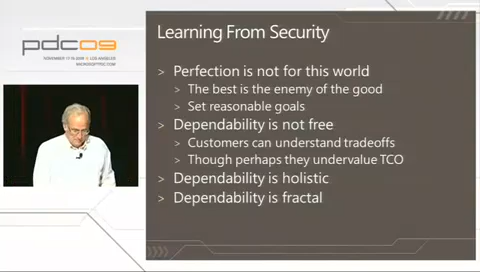 pdc09
NOVEMBER 17-19 2009 LOS ANGELES
MICROSOFTPDC.COM
Learning From Security
> Perfection is not for this world
> The best is the enemy of the good
> Set reasonable goals
> Dependability is not free
> Customers can understand tradeoffs
> Though perhaps they undervalue TCO
> Dependability is holistic
> Dependability is fractal